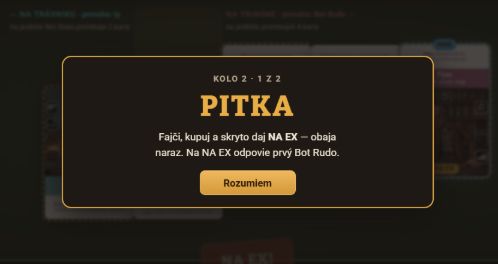 KOLO 2 · 1 Z 2
PITKA
Fajči, kupuj a skryto daj NA EX — obaja
naraz. Na NA EX odpovie prvý Bot Rudo.
Rozumiem
NA EX!